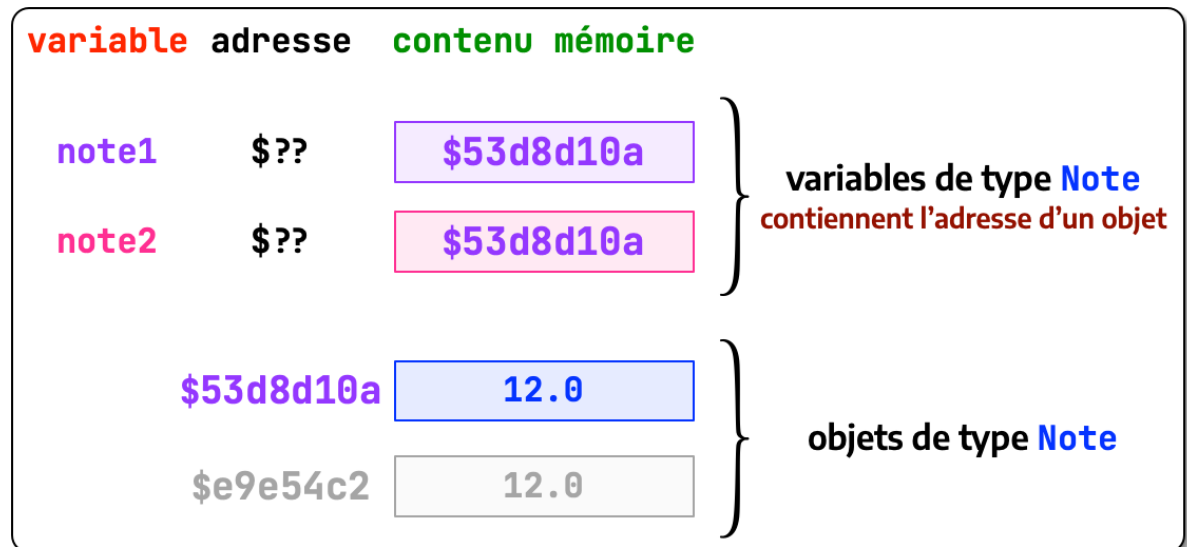 variable adresse contenu mémoire
note1 $?? $53d8d10a
variables de type Note
contiennent l’adresse d’un objet
note2 $?? $53d8d10a
$53d8d10a 12.0
objets de type Note
$e9e54c2 12.0